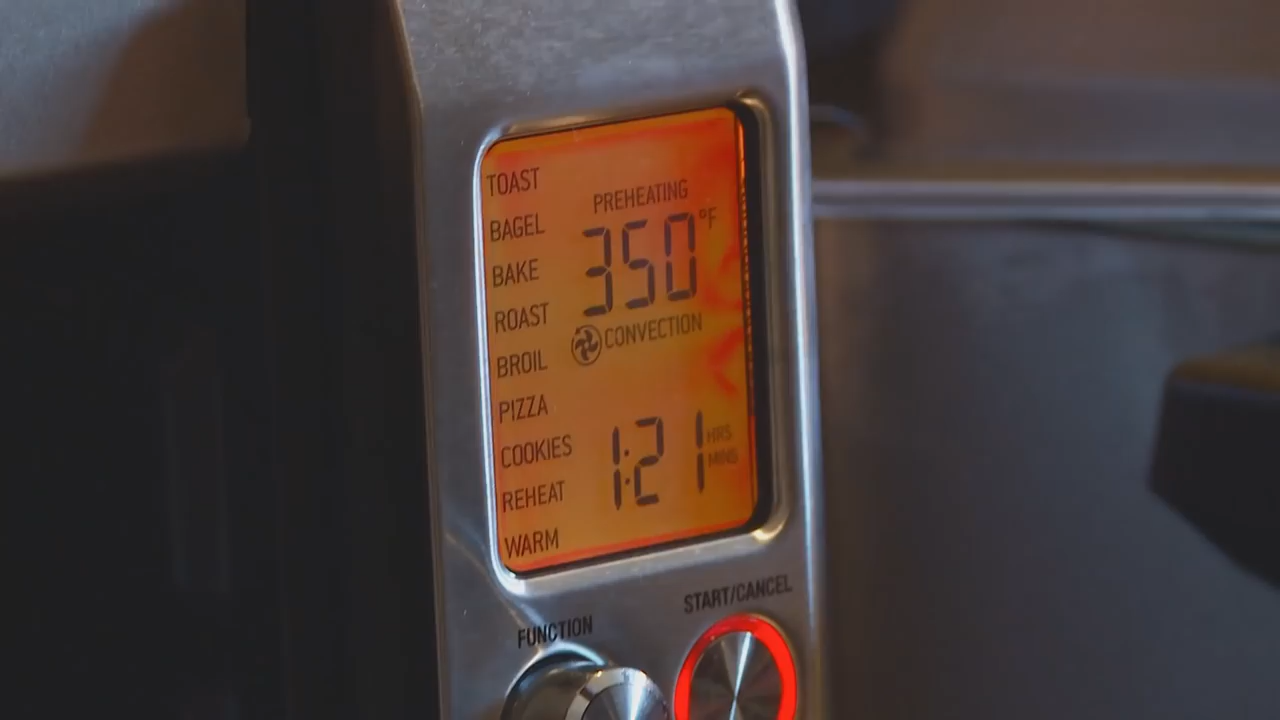 TOAST
PREHEATING
BAGEL
350°F
BAKE
ROAST
CONVECTION
BROIL
PIZZA
COOKIES
1:21 HRS MINS
REHEAT
WARM
START/CANCEL
FUNCTION